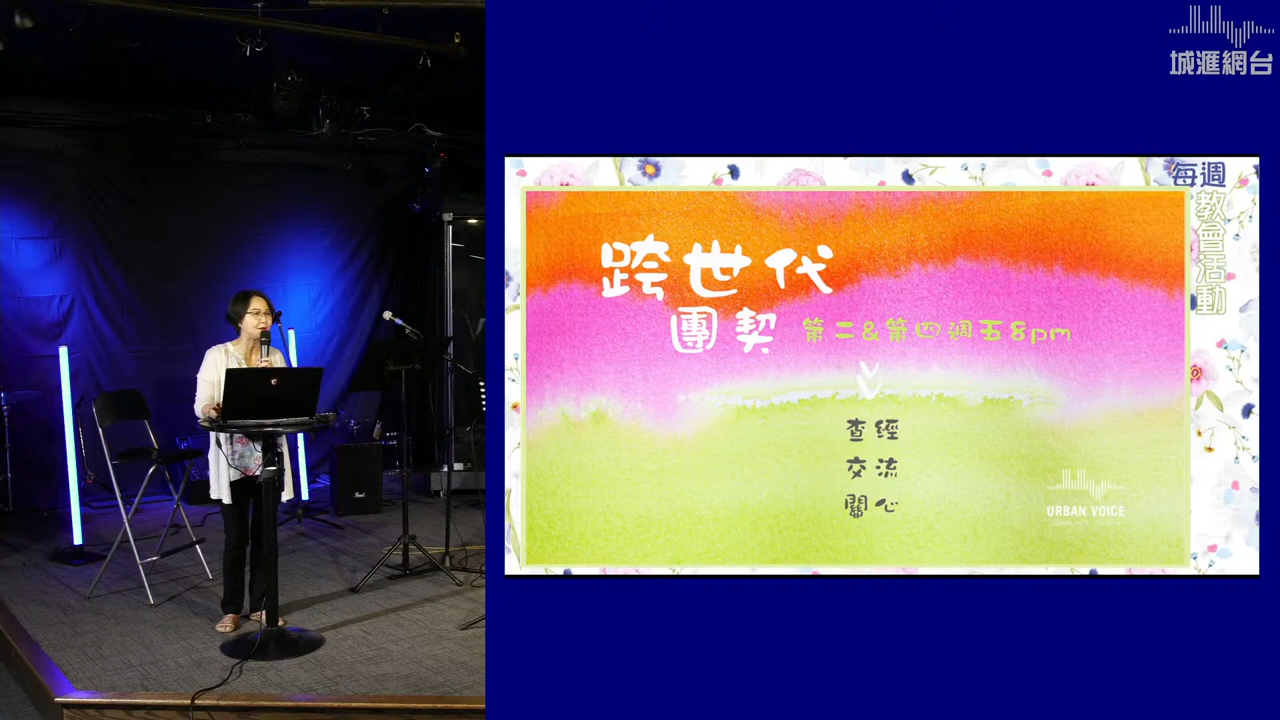 城滙網台
每週
教會活動
跨世代
團契
第二&第四週五8pm
查經
交流
關心
URBAN VOICE